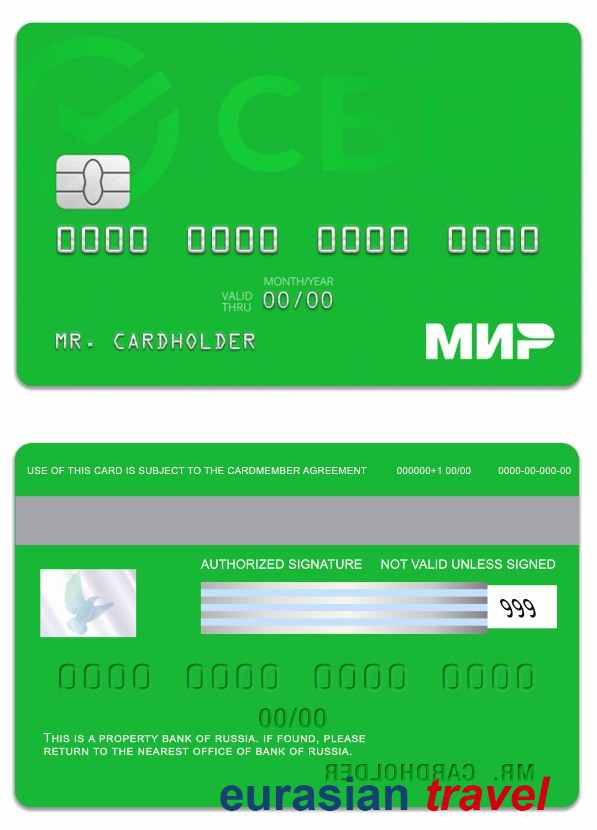 СБ
0000 0000 0000 0000
MONTH/YEAR
VALID THRU 00/00
MR. CARDHOLDER
МИР
USE OF THIS CARD IS SUBJECT TO THE CARDMEMBER AGREEMENT 000000+1 00/00 0000-00-000-00
AUTHORIZED SIGNATURE NOT VALID UNLESS SIGNED
999
0000 0000 0000 0000
00/00
THIS IS A PROPERTY BANK OF RUSSIA. IF FOUND, PLEASE
RETURN TO THE NEAREST OFFICE OF BANK OF RUSSIA.
MR. CARDHOLDER
eurasian travel